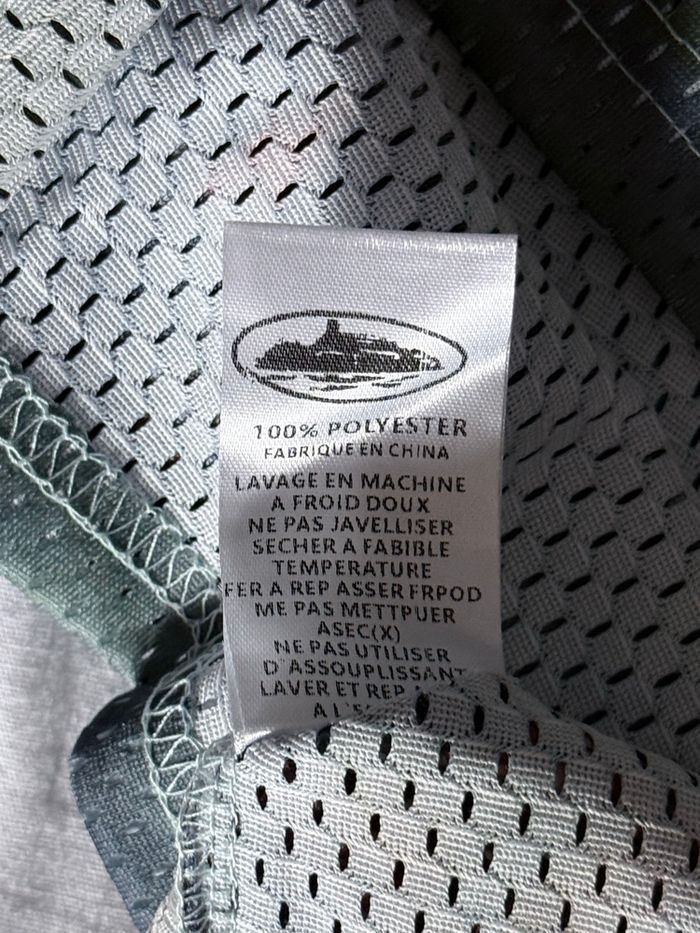 100% POLYESTER
FABRIQUE EN CHINA
LAVAGE EN MACHINE
A FROID DOUX
NE PAS JAVELLISER
SECHER A FABIBLE
TEMPERATURE
FER A REP ASSER FRPOD
ME PAS METTPUER
ASEC(X)
NE PAS UTILISER
D'ASSOUPLISSANT
LAVER ET REP
A L'